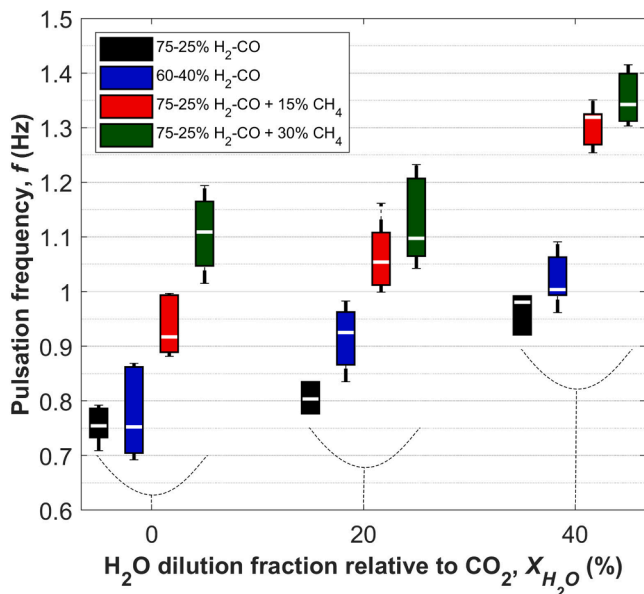 1.5
1.4
1.3
1.2
1.1
1
0.9
0.8
0.7
0.6
Pulsation frequency, f (Hz)
75-25% H₂-CO
60-40% H₂-CO
75-25% H₂-CO + 15% CH₄
75-25% H₂-CO + 30% CH₄
0 20 40
H₂O dilution fraction relative to CO₂, X_H₂O (%)